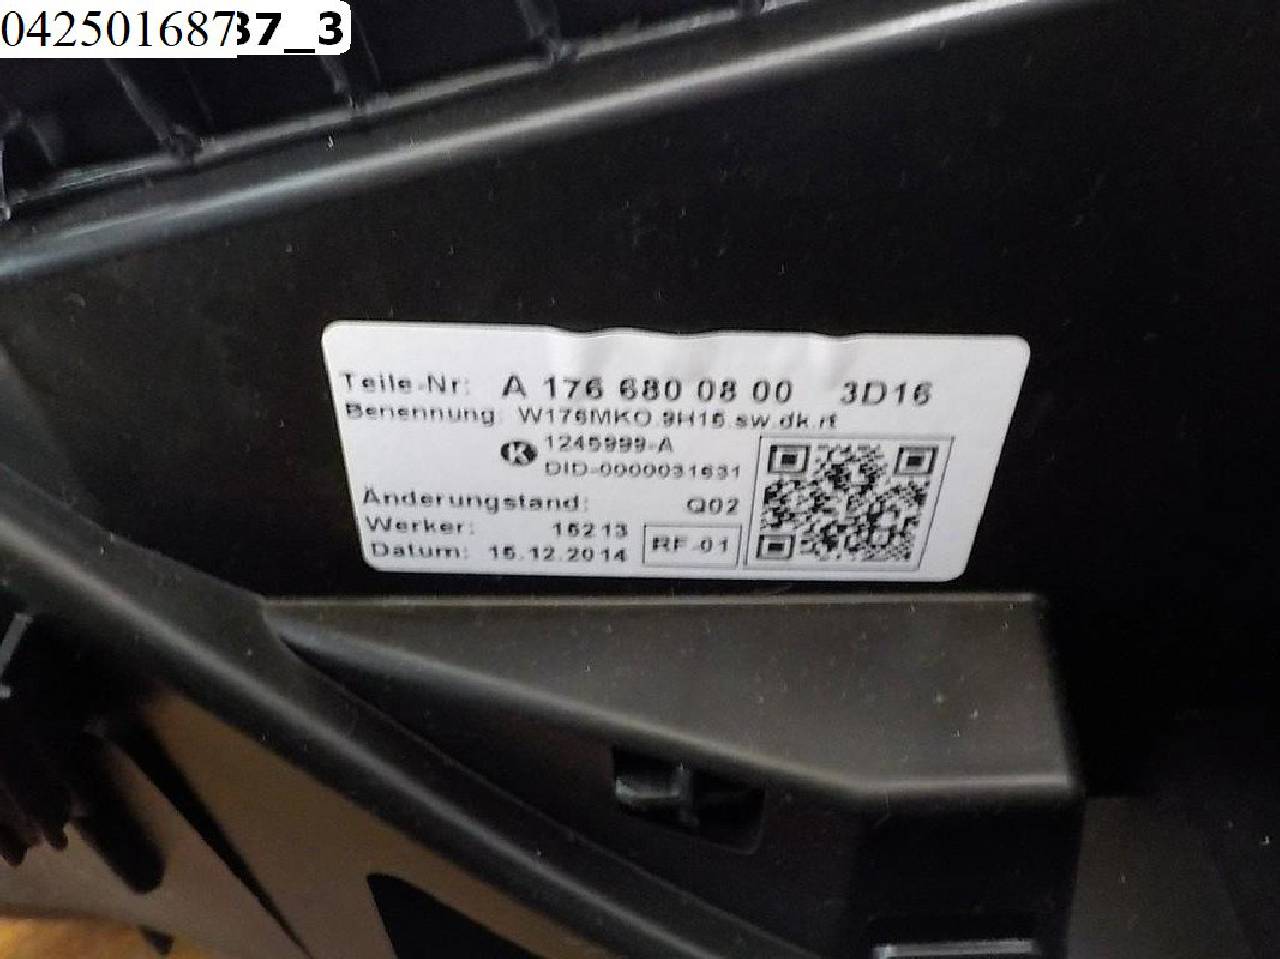 04250168737_3
Teile-Nr: A 176 680 08 00 3D16
Benennung: W176MKO.9H15.sw.dk.rt
K 1245999-A
DID-0000031631
Änderungstand: Q02
Werker: 15213
RF-01
Datum: 15.12.2014